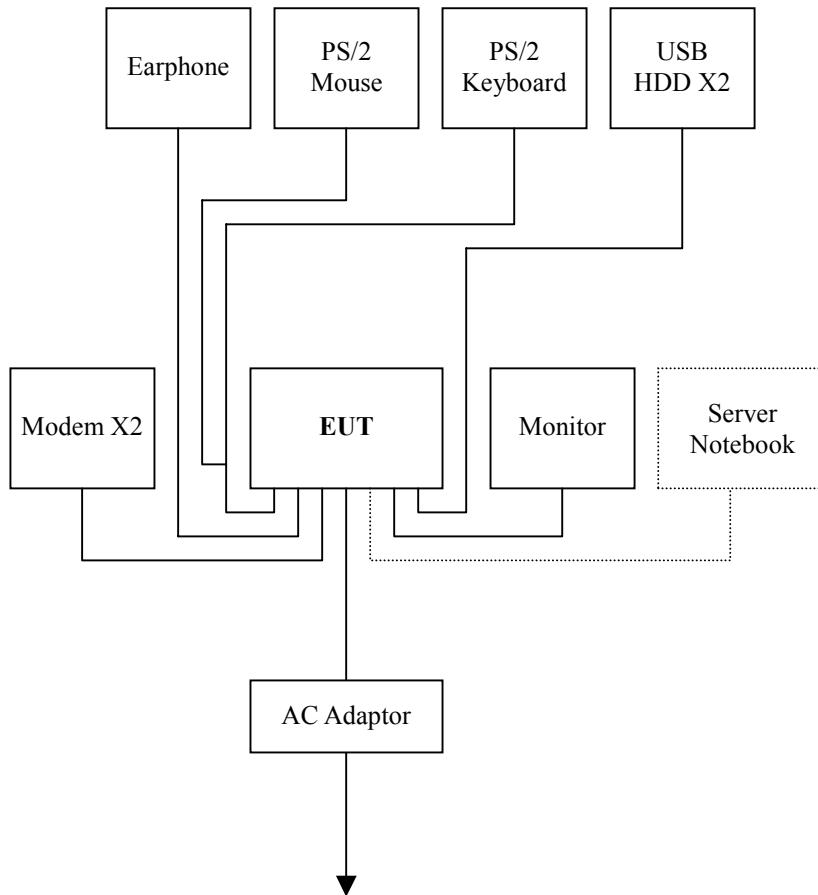 Earphone
PS/2
Mouse
PS/2
Keyboard
USB
HDD X2
Modem X2
EUT
Monitor
Server
Notebook
AC Adaptor